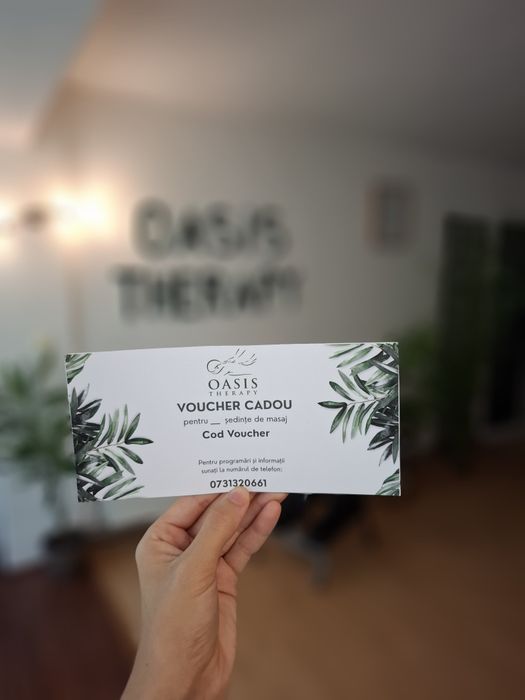 OASIS
THERAPY
OASIS
THERAPY
VOUCHER CADOU
pentru __ ședințe de masaj
Cod Voucher
Pentru programări și informații
sunați la numărul de telefon:
0731320661